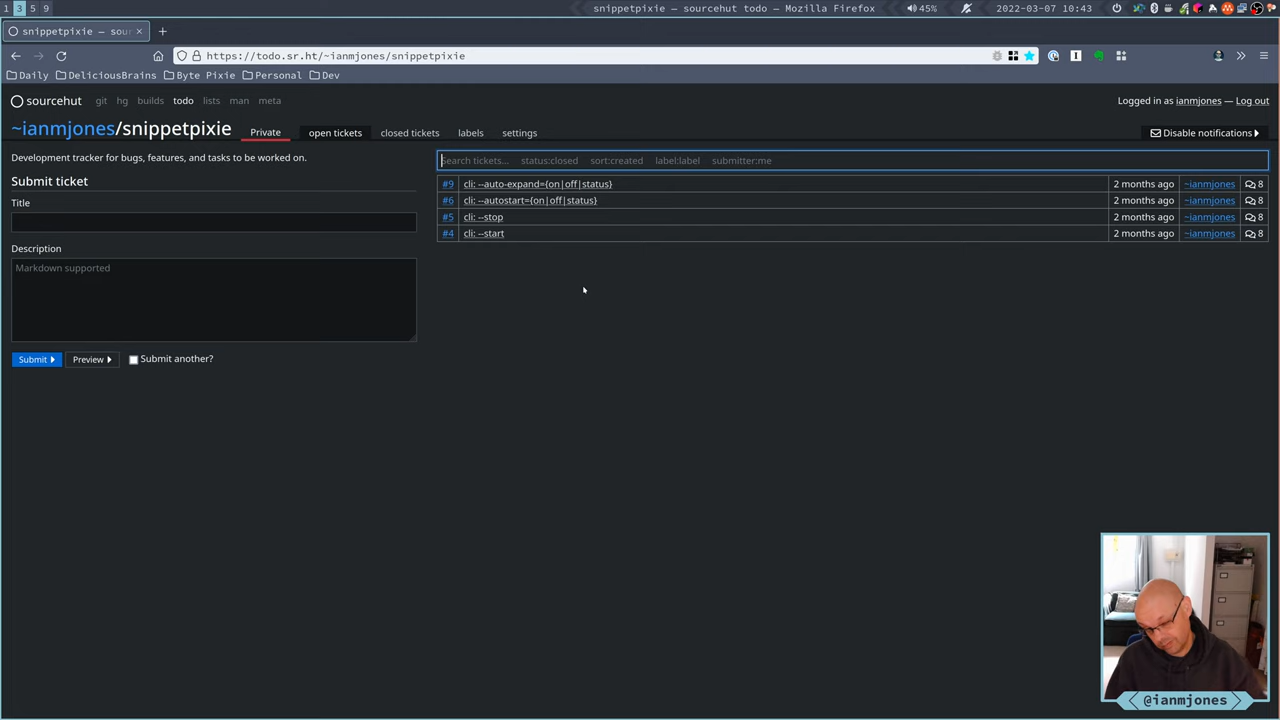 1 3 5 9
snippetpixie — sourcehut todo — Mozilla Firefox
45%
2022-03-07 10:43
snippetpixie — sour
https://todo.sr.ht/~ianmjones/snippetpixie
Daily DeliciousBrains Byte Pixie Personal Dev
sourcehut git hg builds todo lists man meta
Logged in as ianmjones — Log out
~ianmjones/snippetpixie Private open tickets closed tickets labels settings
Disable notifications
Development tracker for bugs, features, and tasks to be worked on.
Search tickets... status:closed sort:created label:label submitter:me
Submit ticket
Title
Description
Markdown supported
Submit Preview Submit another?
#9 cli: --auto-expand={on|off|status} 2 months ago ~ianmjones 8
#6 cli: --autostart={on|off|status} 2 months ago ~ianmjones 8
#5 cli: --stop 2 months ago ~ianmjones 8
#4 cli: --start 2 months ago ~ianmjones 8
@ianmjones